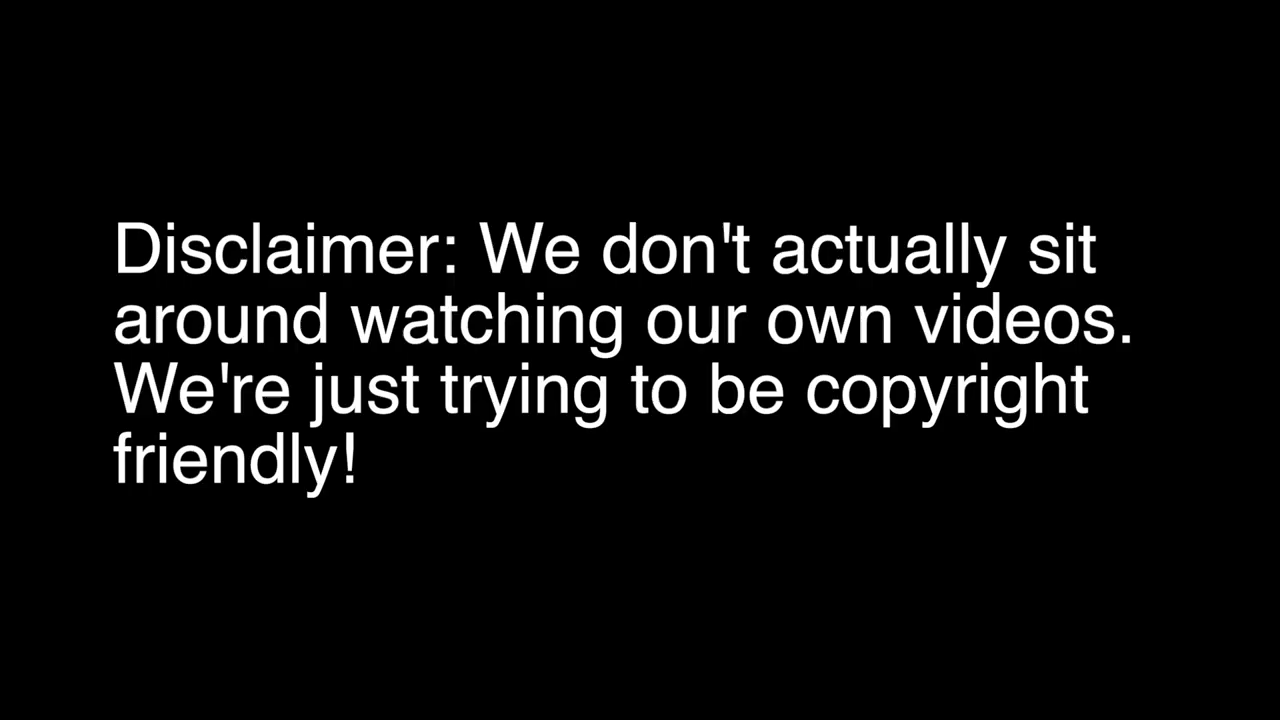 Disclaimer: We don't actually sit
around watching our own videos.
We're just trying to be copyright
friendly!